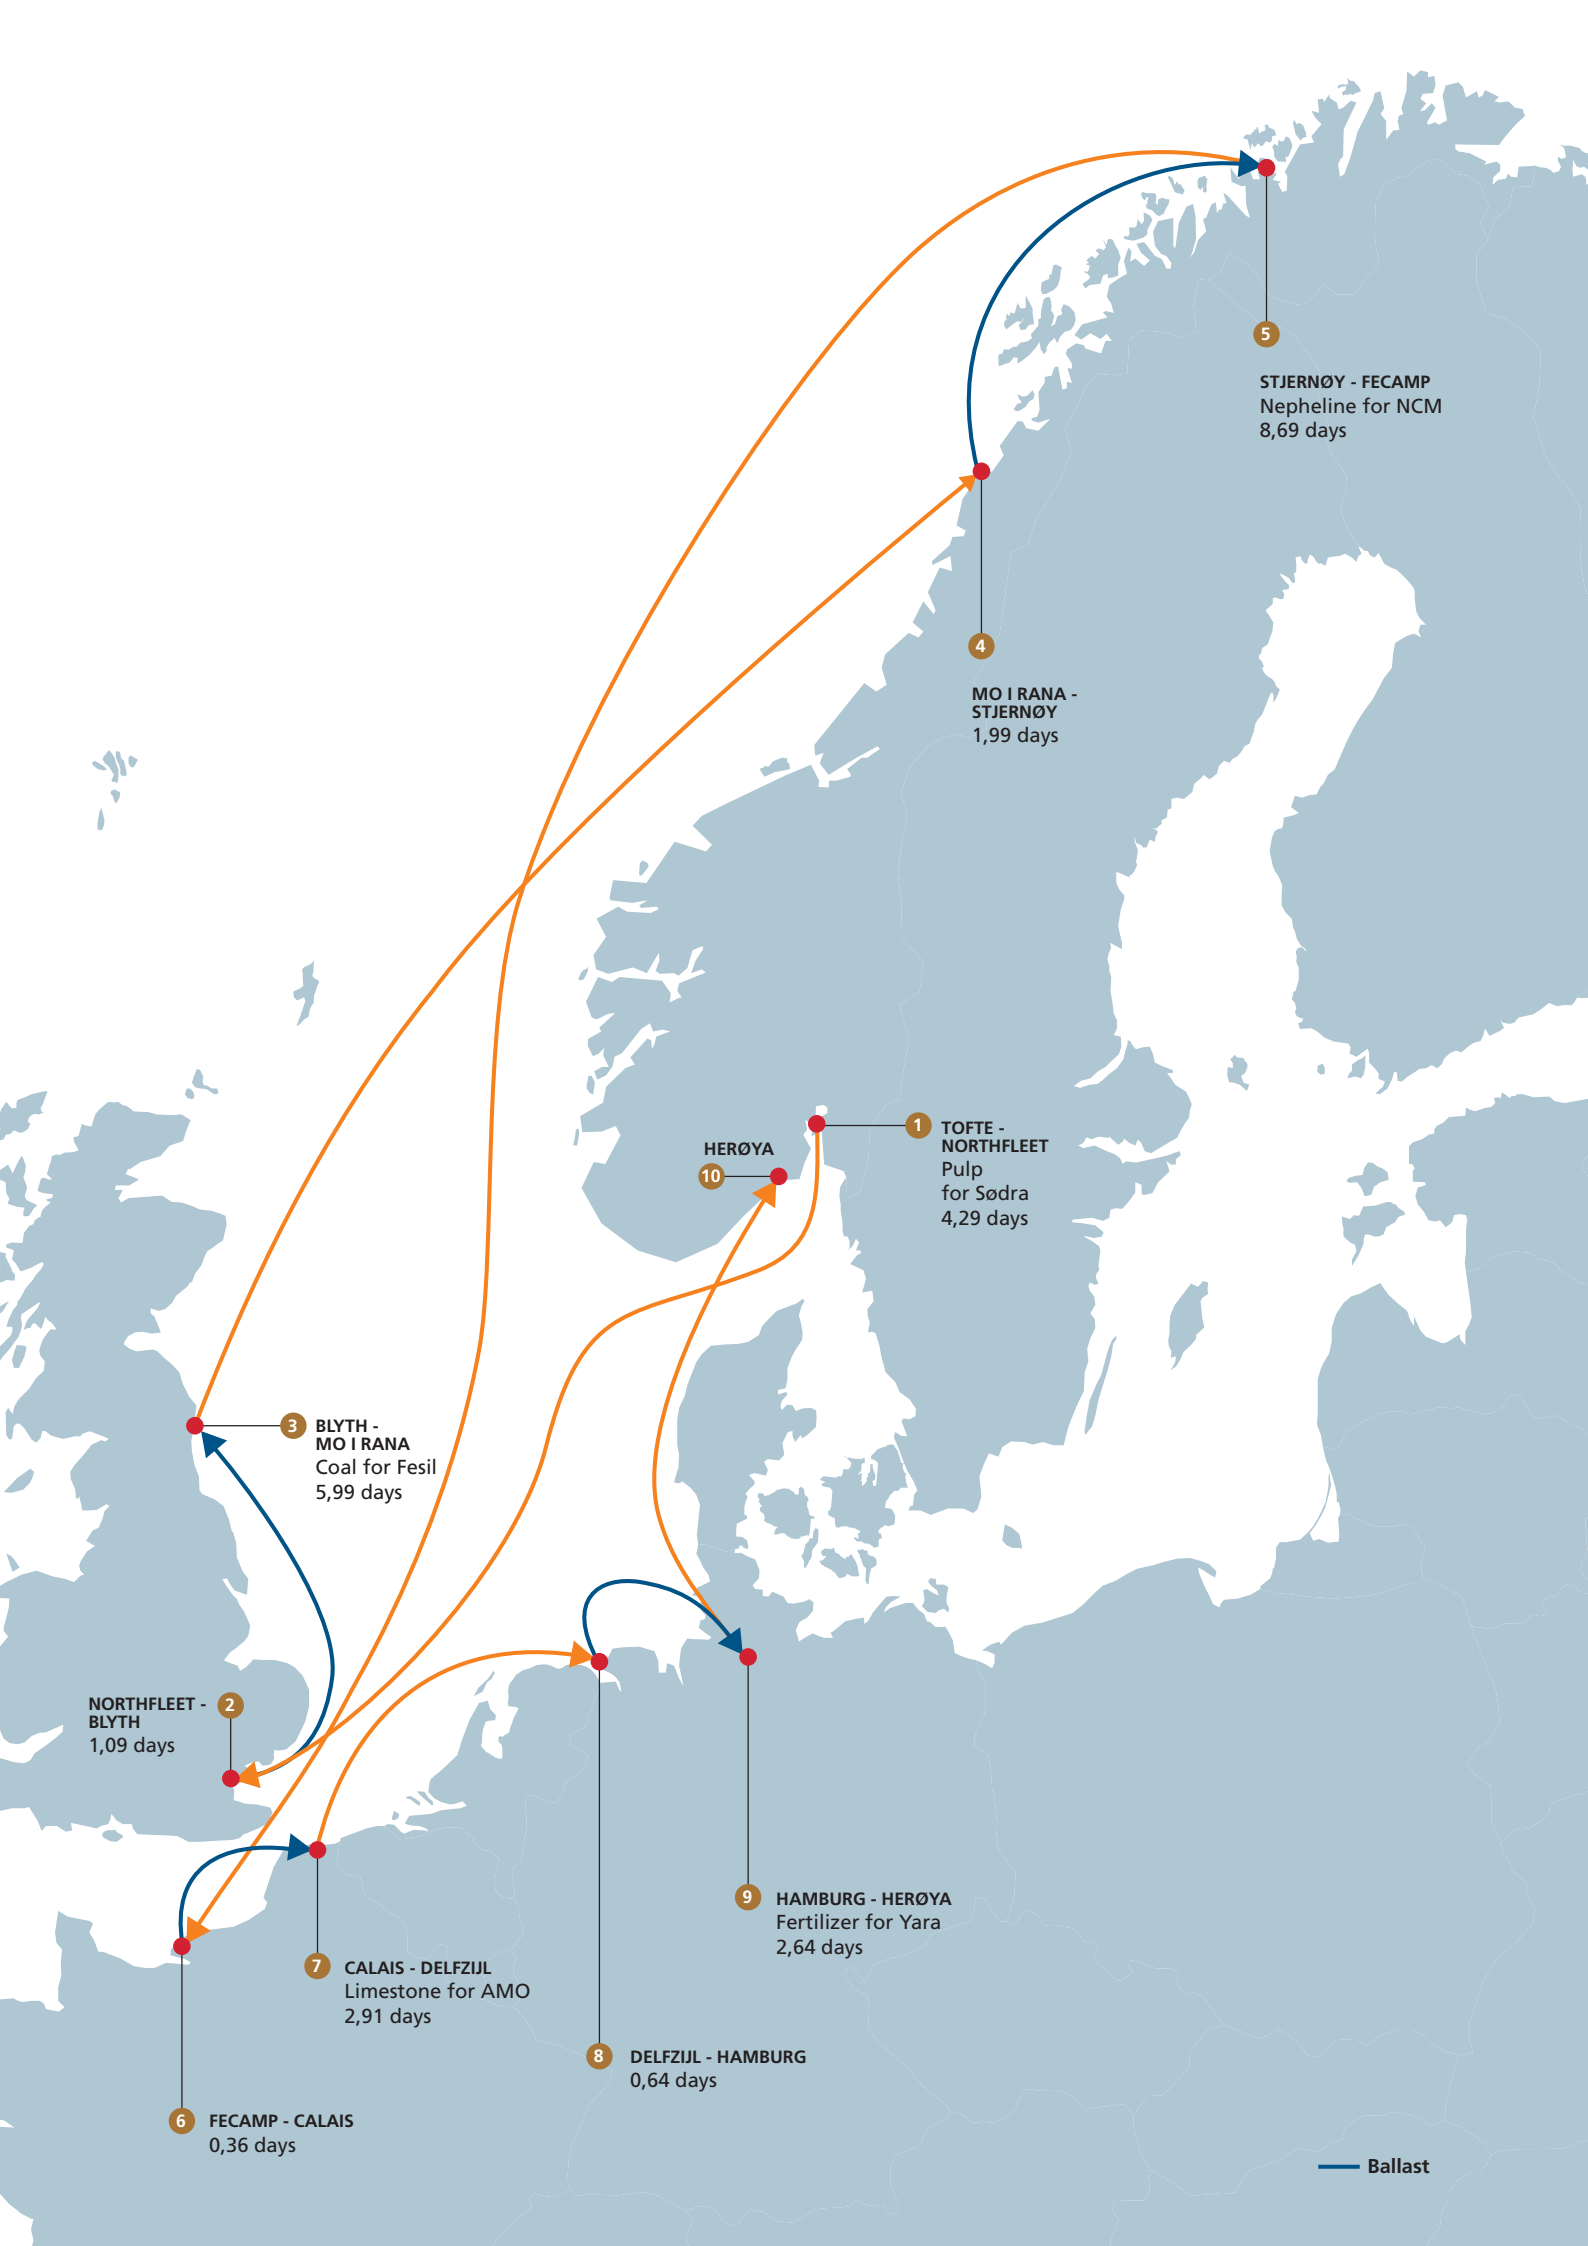 5
STJERNØY - FECAMP
Nepheline for NCM
8,69 days
4
MO I RANA -
STJERNØY
1,99 days
1
TOFTE -
NORTHFLEET
Pulp
for Sødra
4,29 days
HERØYA
10
3
BLYTH -
MO I RANA
Coal for Fesil
5,99 days
2
NORTHFLEET -
BLYTH
1,09 days
9
HAMBURG - HERØYA
Fertilizer for Yara
2,64 days
7
CALAIS - DELFZIJL
Limestone for AMO
2,91 days
8
DELFZIJL - HAMBURG
0,64 days
6
FECAMP - CALAIS
0,36 days
Ballast